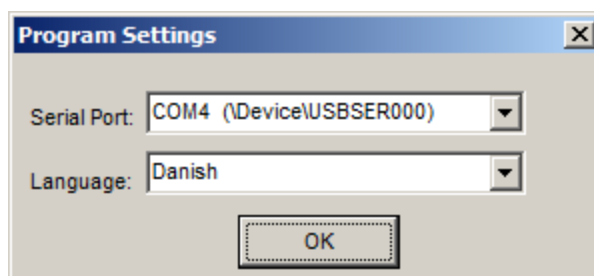 Program Settings
Serial Port: COM4 (\Device\USBSER000)
Language: Danish
OK